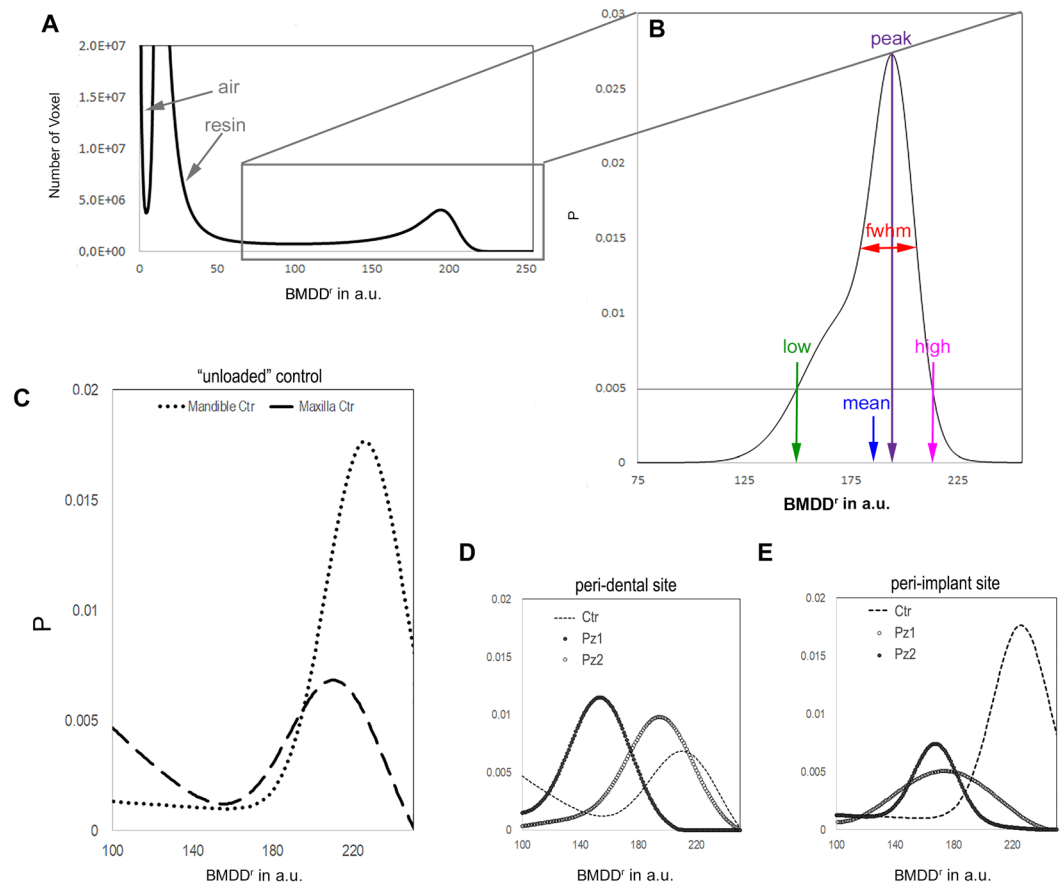 A
2.0E+07
1.5E+07
1.0E+07
5.0E+06
0.0E+00
Number of Voxel
air
resin
0 50 100 150 200 250
BMDDʳ in a.u.
B
0.03
0.025
0.02
0.015
0.01
0.005
0
P
peak
fwhm
low
high
mean
75 125 175 225
BMDDʳ in a.u.
C
"unloaded" control
Mandible Ctr Maxilla Ctr
0.02
0.015
0.01
0.005
0
P
100 140 180 220
BMDDʳ in a.u.
D
peri-dental site
0.02
0.015
0.01
0.005
0
Ctr
Pz1
Pz2
100 140 180 220
BMDDʳ in a.u.
E
peri-implant site
0.02
0.015
0.01
0.005
0
Ctr
Pz1
Pz2
100 140 180 220
BMDDʳ in a.u.